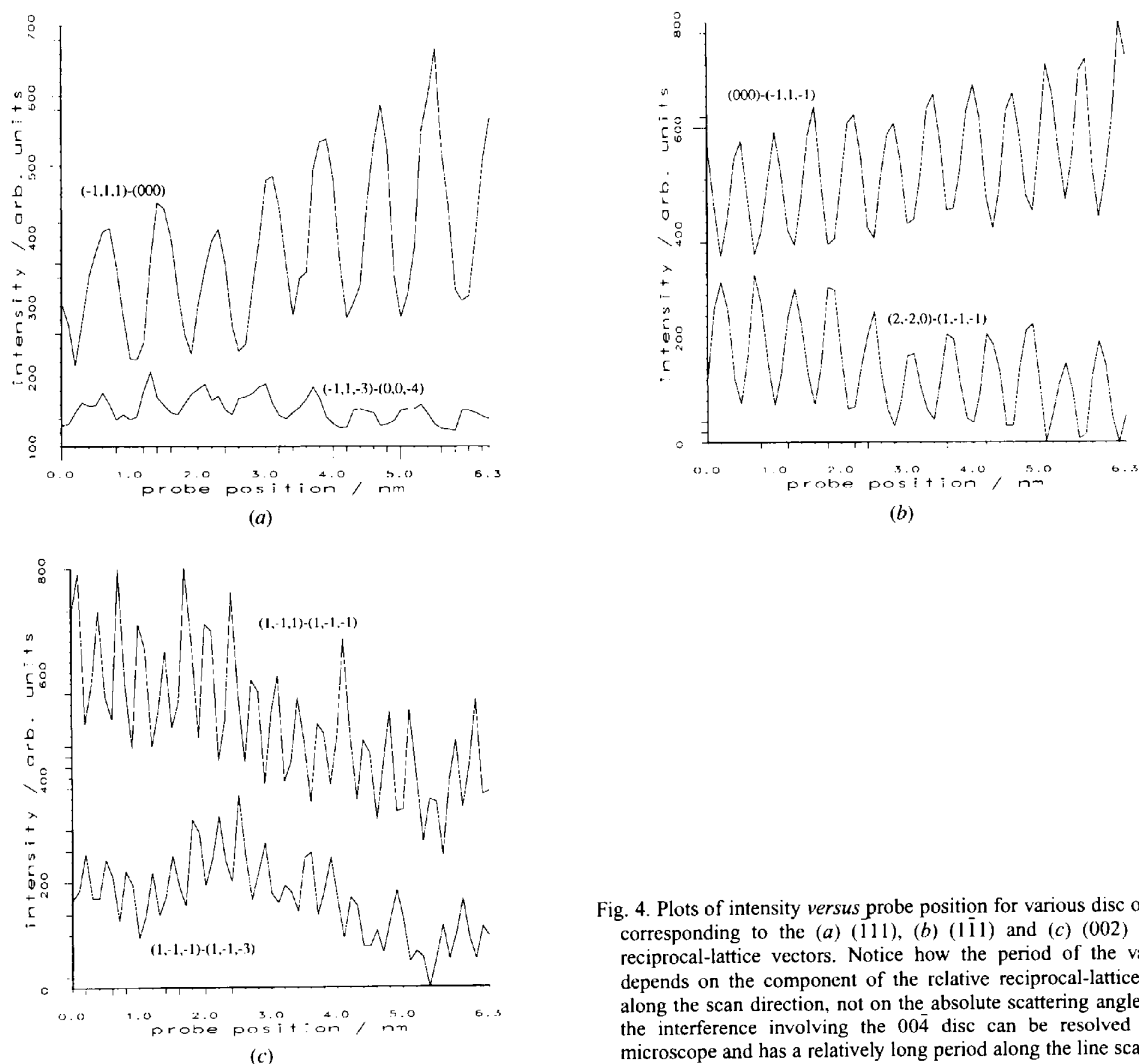 700
600
500
400
300
200
100
intensity / arb. units
(-1,1,1)-(000)
(-1,1,-3)-(0,0,-4)
0.0 1.0 2.0 3.0 4.0 5.0 6.3
probe position / nm
(a)
800
600
400
200
0
intensity / arb. units
(000)-(-1,1,-1)
(2,-2,0)-(1,-1,-1)
0.0 1.0 2.0 3.0 4.0 5.0 6.3
probe position / nm
(b)
800
600
400
200
0
intensity / arb. units
(1,-1,1)-(1,-1,-1)
(1,-1,-1)-(1,-1,-3)
0.0 1.0 2.0 3.0 4.0 5.0 6.3
probe position / nm
(c)
Fig. 4. Plots of intensity versus probe position for various disc o
corresponding to the (a) (1̄11), (b) (11̄1) and (c) (002)
reciprocal-lattice vectors. Notice how the period of the va
depends on the component of the relative reciprocal-lattice
along the scan direction, not on the absolute scattering angle
the interference involving the 004̄ disc can be resolved
microscope and has a relatively long period along the line sca